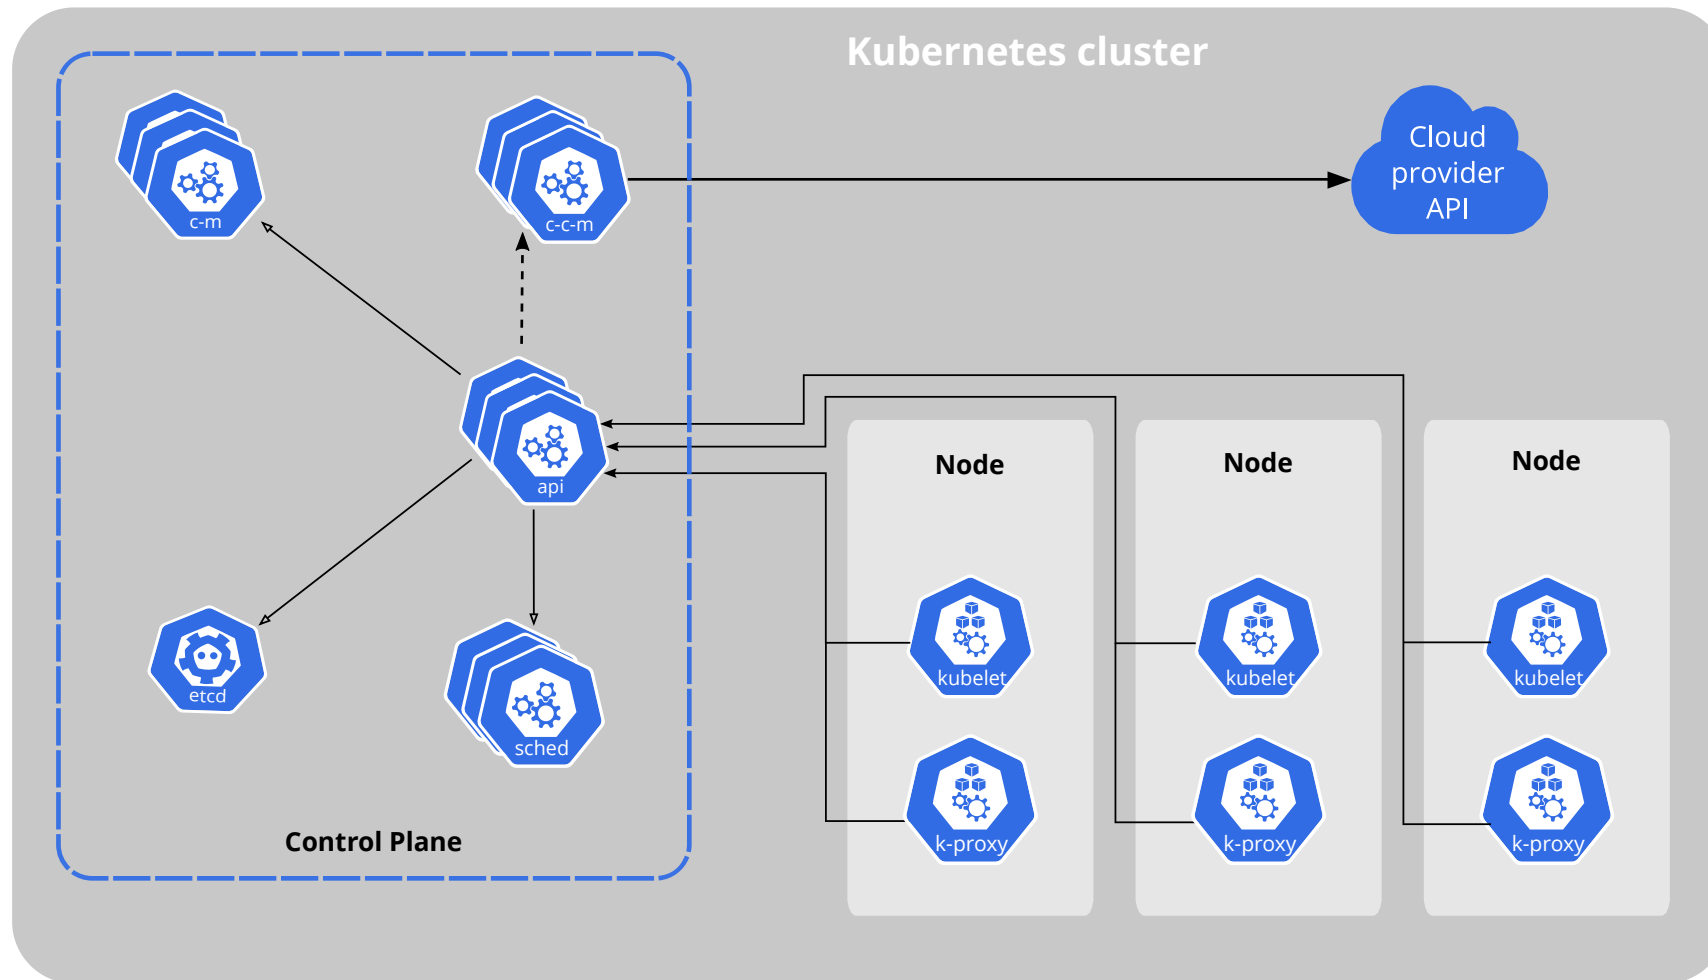 Kubernetes cluster
c-m
c-c-m
Cloud
provider
API
api
Node
Node
Node
etcd
sched
kubelet
kubelet
kubelet
k-proxy
k-proxy
k-proxy
Control Plane